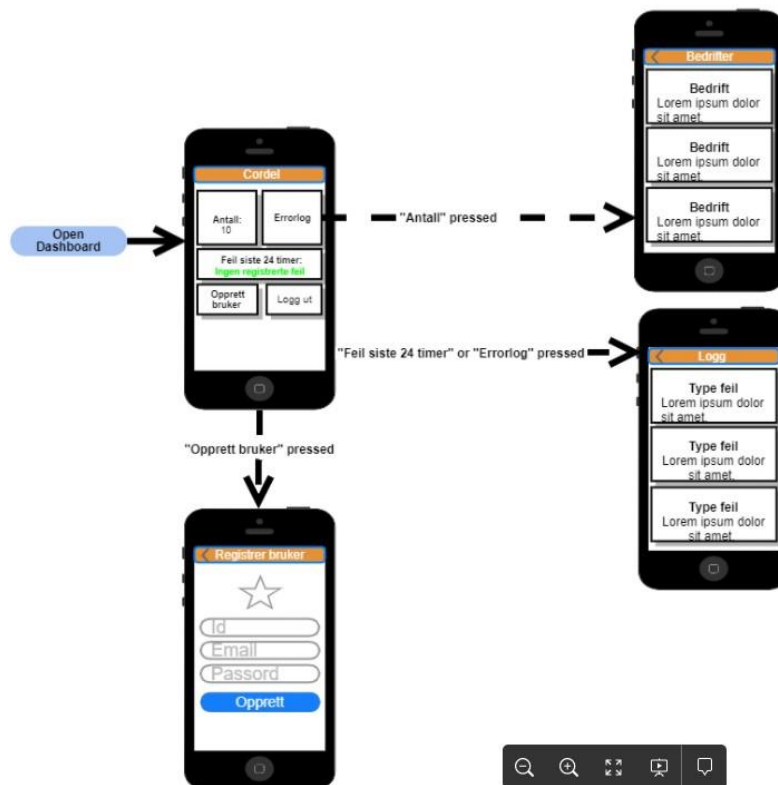 Open
Dashboard
Cordel
Antall:
10
Errorlog
Feil siste 24 timer:
Ingen registrerte feil
Opprett
bruker
Logg ut
"Antall" pressed
Bedrifter
Bedrift
Lorem ipsum dolor
sit amet.
Bedrift
Lorem ipsum dolor
sit amet.
Bedrift
Lorem ipsum dolor
sit amet.
"Feil siste 24 timer" or "Errorlog" pressed
Logg
Type feil
Lorem ipsum dolor
sit amet.
Type feil
Lorem ipsum dolor
sit amet.
Type feil
Lorem ipsum dolor
sit amet.
"Opprett bruker" pressed
Registrer bruker
Id
Email
Passord
Opprett